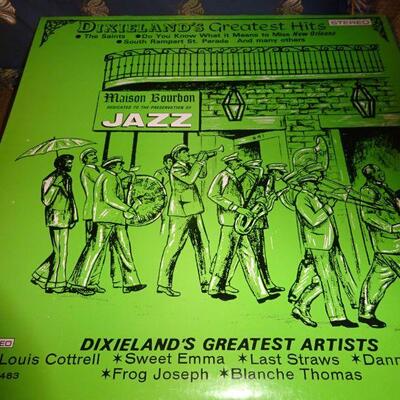 DIXIELAND'S Greatest Hits
STEREO
• The Saints • Do You Know What it Means to Miss New Orleans
• South Rampart St. Parade And many others
Maison Bourbon
DEDICATED TO THE PRESERVATION OF
JAZZ
DIXIELAND'S GREATEST ARTISTS
Louis Cottrell ✶Sweet Emma ✶Last Straws ✶Dann
483 ✶Frog Joseph ✶Blanche Thomas